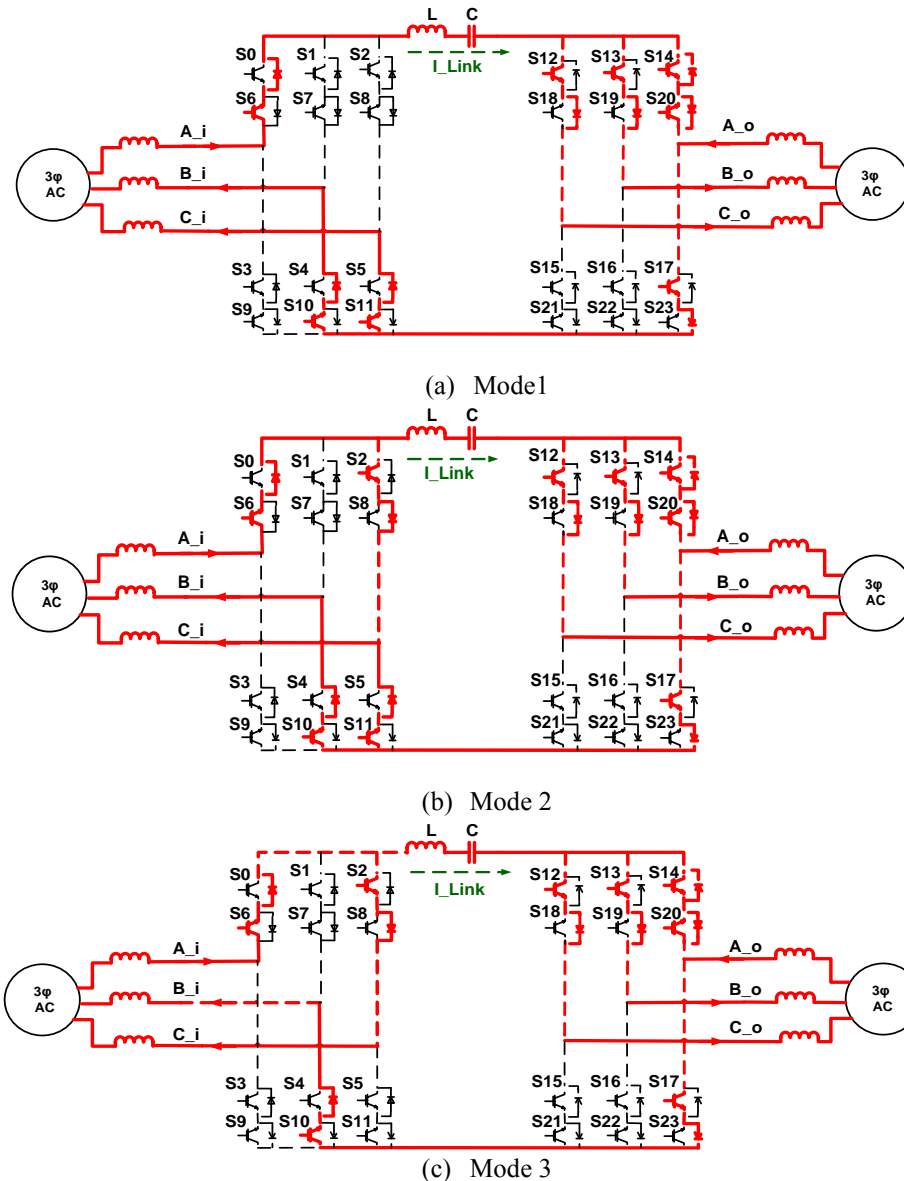 L C
S0 S1 S2 I_Link S12 S13 S14
S6 S7 S8 S18 S19 S20
A_i A_o
3φ AC B_i B_o 3φ AC
C_i C_o
S3 S4 S5 S15 S16 S17
S9 S10 S11 S21 S22 S23
(a) Mode1
L C
S0 S1 S2 I_Link S12 S13 S14
S6 S7 S8 S18 S19 S20
A_i A_o
3φ AC B_i B_o 3φ AC
C_i C_o
S3 S4 S5 S15 S16 S17
S9 S10 S11 S21 S22 S23
(b) Mode 2
L C
S0 S1 S2 I_Link S12 S13 S14
S6 S7 S8 S18 S19 S20
A_i A_o
3φ AC B_i B_o 3φ AC
C_i C_o
S3 S4 S5 S15 S16 S17
S9 S10 S11 S21 S22 S23
(c) Mode 3